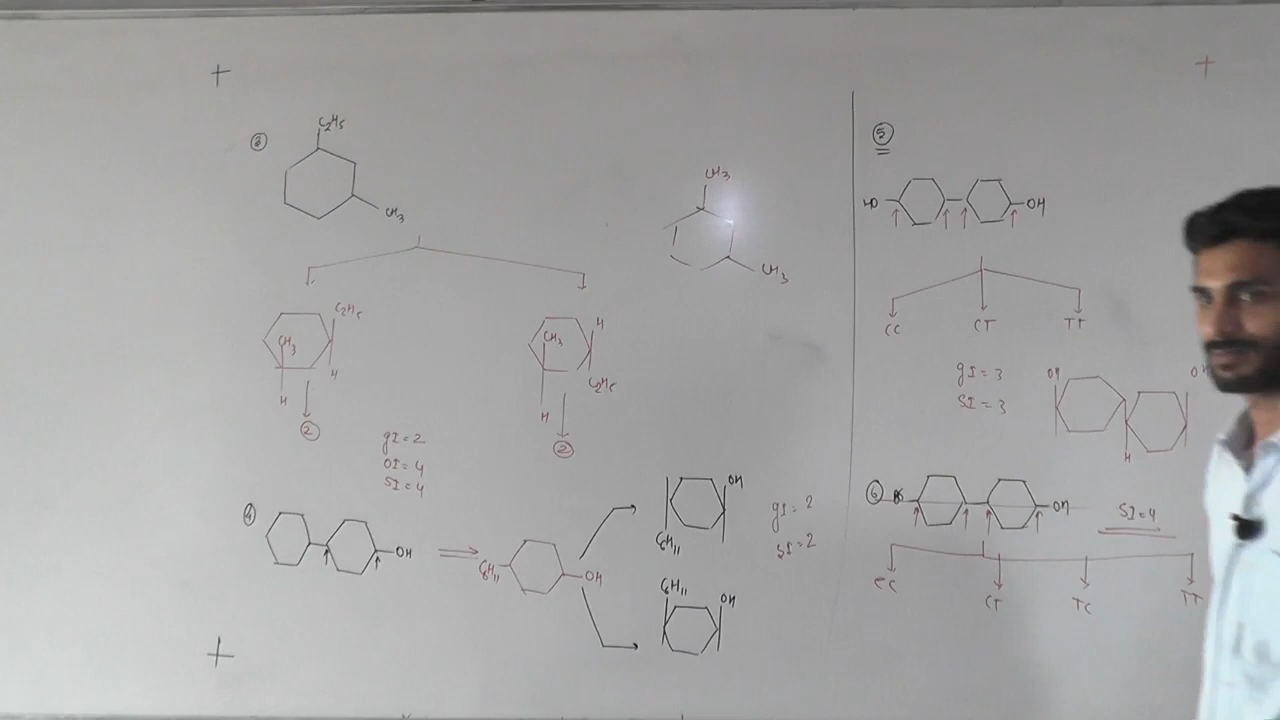 ③
C₂H₅
CH₃
C₂H₅
CH₃
H
H
②
H
CH₃
C₂H₅
H
②
gI = 2
OI = 4
SI = 4
CH₃
CH₃
④
OH
C₆H₁₁
OH
OH
C₆H₁₁
C₆H₁₁
OH
gI = 2
SI = 2
⑤
HO
OH
CC
CT
TT
gI = 3
SI = 3
OH
OH
H
⑥
OH
SI = 4
CC
CT
TC
TT